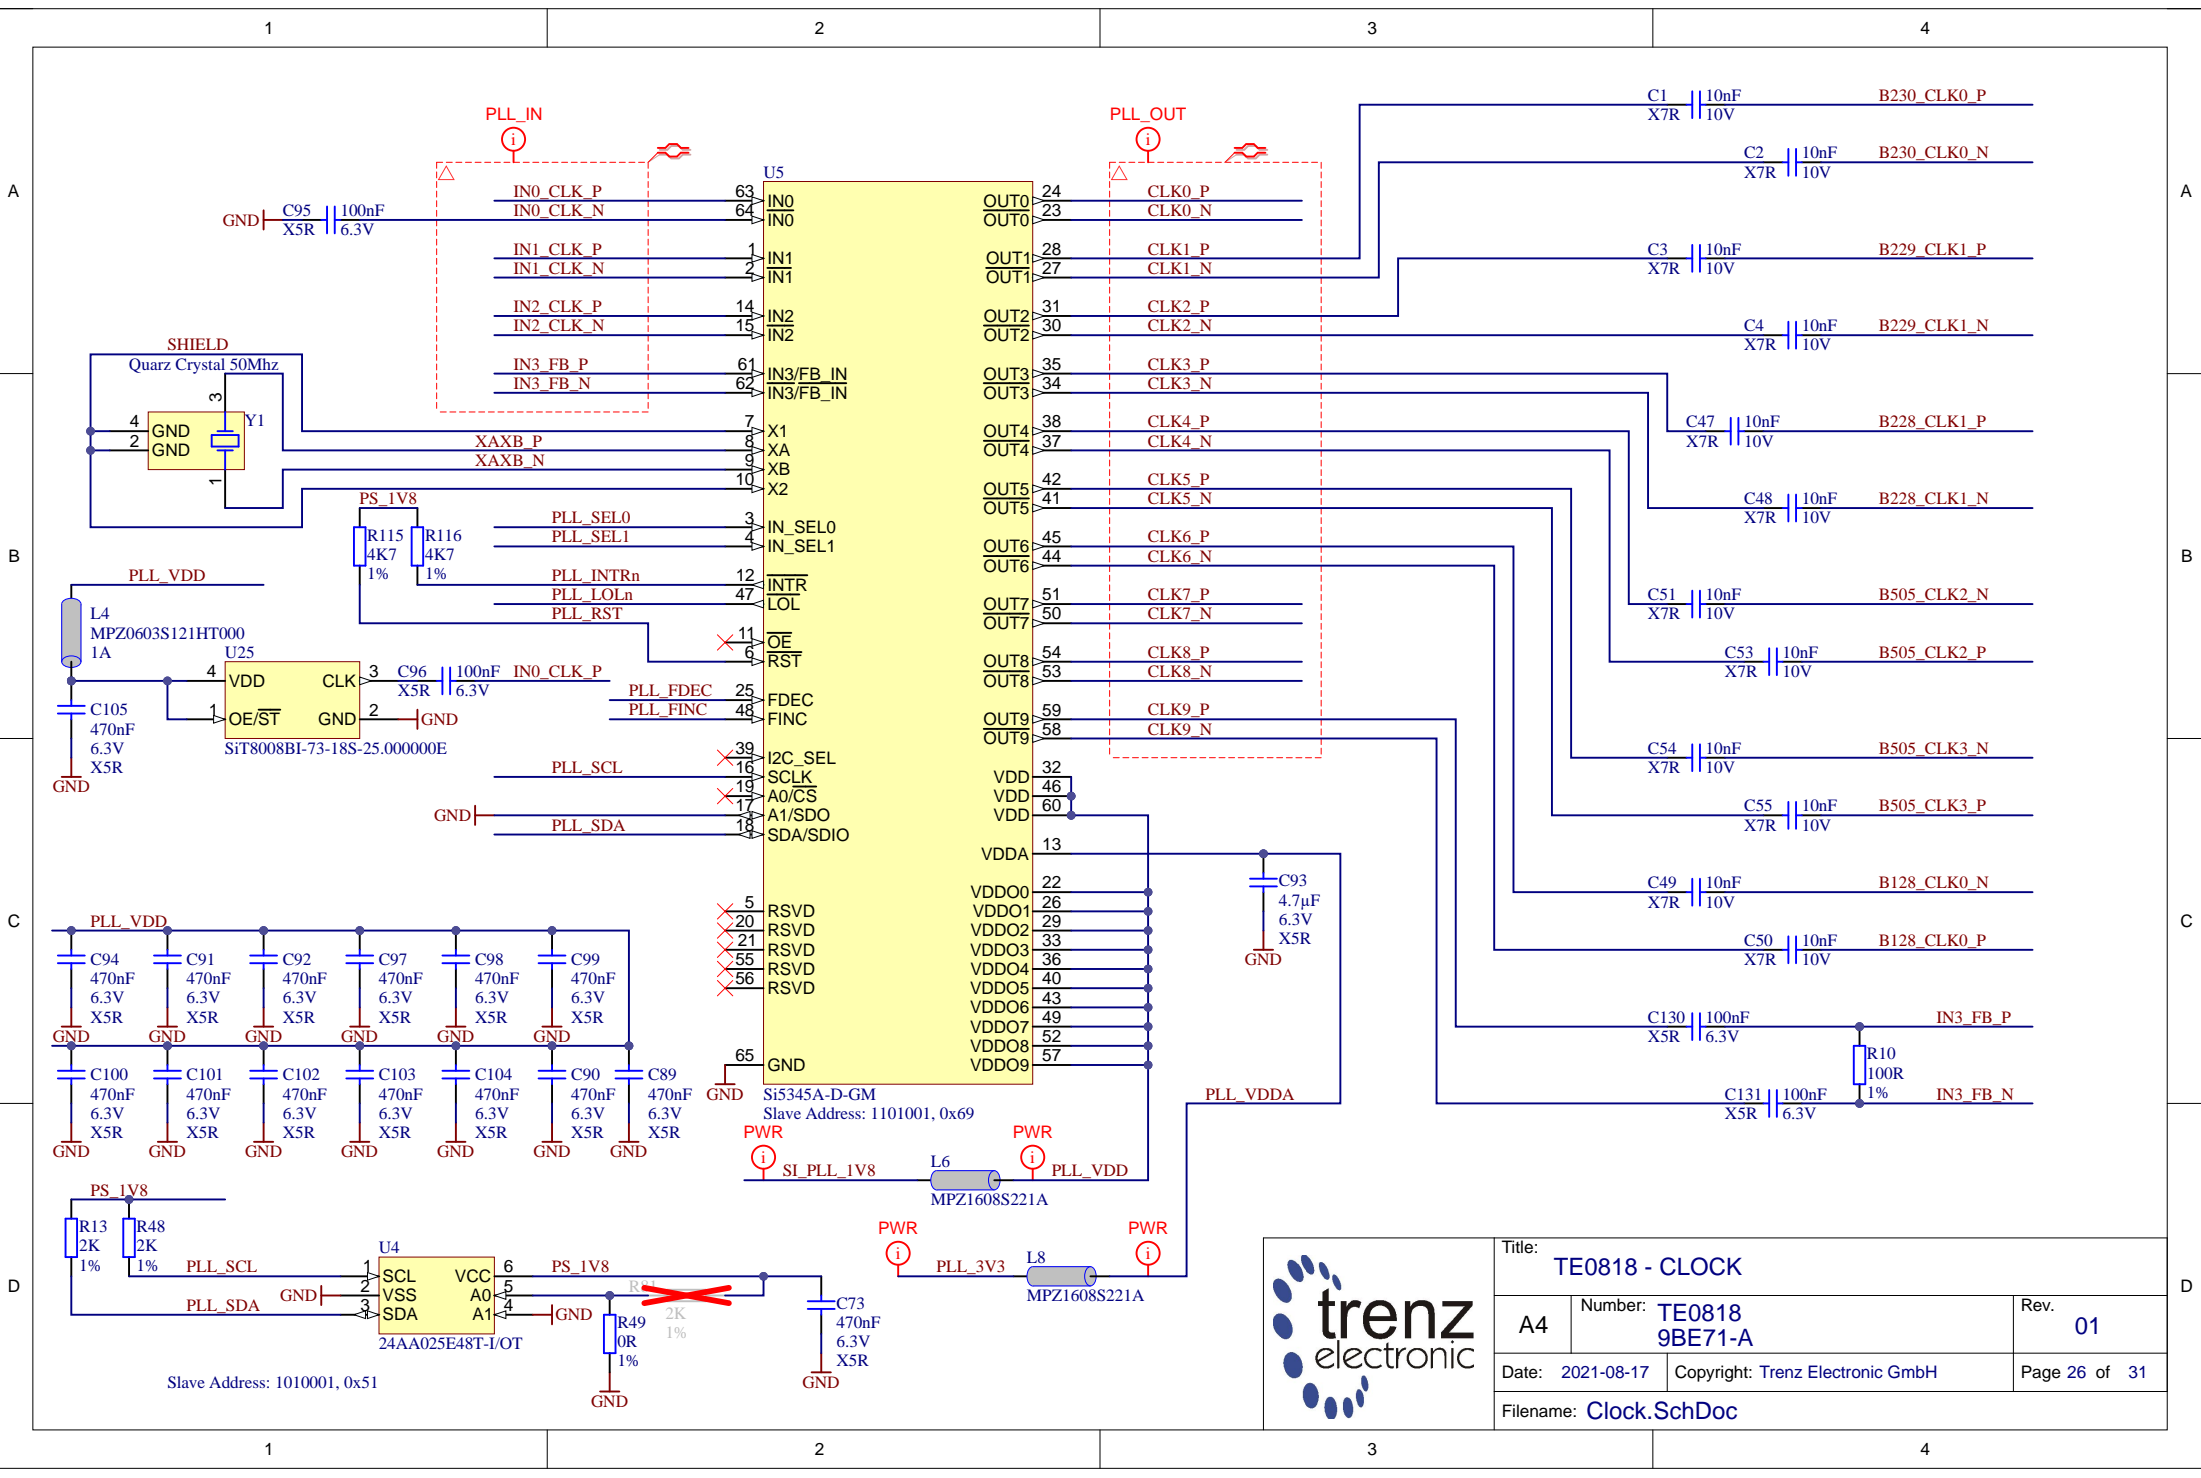 1 2 3 4
A
B
C
D
A
B
C
D
1 2 3 4
PLL_IN
i
PLL_OUT
i
U5
GND C95 100nF
X5R 6.3V
IN0_CLK_P 63 IN0
IN0_CLK_N 64 IN0
IN1_CLK_P 1 IN1
IN1_CLK_N 2 IN1
IN2_CLK_P 14 IN2
IN2_CLK_N 15 IN2
IN3_FB_P 61 IN3/FB_IN
IN3_FB_N 62 IN3/FB_IN
7 X1
XAXB_P 8 XA
XAXB_N 9 XB
10 X2
PLL_SEL0 3 IN_SEL0
PLL_SEL1 4 IN_SEL1
PLL_INTRn 12 INTR
PLL_LOLn 47 LOL
PLL_RST
11 OE
6 RST
PLL_FDEC 25 FDEC
PLL_FINC 48 FINC
39 I2C_SEL
PLL_SCL 16 SCLK
19 A0/CS
GND 17 A1/SDO
PLL_SDA 18 SDA/SDIO
5 RSVD
20 RSVD
21 RSVD
55 RSVD
56 RSVD
65 GND
GND
Si5345A-D-GM
Slave Address: 1101001, 0x69
SHIELD
Quarz Crystal 50Mhz
3
Y1
4 GND
2 GND
1
PS_1V8
R115
4K7
1%
R116
4K7
1%
PLL_VDD
L4
MPZ0603S121HT000
1A
U25
4 VDD
CLK 3
1 OE/ST
GND 2 GND
SiT8008BI-73-18S-25.000000E
C96 100nF IN0_CLK_P
X5R 6.3V
C105
470nF
6.3V
X5R
GND
OUT0 24 CLK0_P
OUT0 23 CLK0_N
OUT1 28 CLK1_P
OUT1 27 CLK1_N
OUT2 31 CLK2_P
OUT2 30 CLK2_N
OUT3 35 CLK3_P
OUT3 34 CLK3_N
OUT4 38 CLK4_P
OUT4 37 CLK4_N
OUT5 42 CLK5_P
OUT5 41 CLK5_N
OUT6 45 CLK6_P
OUT6 44 CLK6_N
OUT7 51 CLK7_P
OUT7 50 CLK7_N
OUT8 54 CLK8_P
OUT8 53 CLK8_N
OUT9 59 CLK9_P
OUT9 58 CLK9_N
VDD 32
VDD 46
VDD 60
VDDA 13
VDDO0 22
VDDO1 26
VDDO2 29
VDDO3 33
VDDO4 36
VDDO5 40
VDDO6 43
VDDO7 49
VDDO8 52
VDDO9 57
C93
4.7µF
6.3V
X5R
GND
C1 10nF B230_CLK0_P
X7R 10V
C2 10nF B230_CLK0_N
X7R 10V
C3 10nF B229_CLK1_P
X7R 10V
C4 10nF B229_CLK1_N
X7R 10V
C47 10nF B228_CLK1_P
X7R 10V
C48 10nF B228_CLK1_N
X7R 10V
C51 10nF B505_CLK2_N
X7R 10V
C53 10nF B505_CLK2_P
X7R 10V
C54 10nF B505_CLK3_N
X7R 10V
C55 10nF B505_CLK3_P
X7R 10V
C49 10nF B128_CLK0_N
X7R 10V
C50 10nF B128_CLK0_P
X7R 10V
C130 100nF IN3_FB_P
X5R 6.3V
R10
100R
1%
C131 100nF IN3_FB_N
X5R 6.3V
PLL_VDD
C94 C91 C92 C97 C98 C99
470nF 470nF 470nF 470nF 470nF 470nF
6.3V 6.3V 6.3V 6.3V 6.3V 6.3V
X5R X5R X5R X5R X5R X5R
GND GND GND GND GND GND
C100 C101 C102 C103 C104 C90 C89
470nF 470nF 470nF 470nF 470nF 470nF 470nF
6.3V 6.3V 6.3V 6.3V 6.3V 6.3V 6.3V
X5R X5R X5R X5R X5R X5R X5R
GND GND GND GND GND GND GND
PLL_VDDA
PWR PWR
i i
SI_PLL_1V8 L6 PLL_VDD
MPZ1608S221A
PWR PWR
i i
PLL_3V3 L8
MPZ1608S221A
PS_1V8
R13
2K
1%
R48
2K
1%
PLL_SCL
GND
PLL_SDA
U4
1 SCL VCC 6 PS_1V8
2 VSS A0 5
3 SDA A1 4 GND
24AA025E48T-I/OT
Slave Address: 1010001, 0x51
2K
1%
R49
0R
1%
GND
C73
470nF
6.3V
X5R
GND
trenz
electronic
Title:
TE0818 - CLOCK
A4
Number: TE0818
9BE71-A
Rev.
01
Date: 2021-08-17
Copyright: Trenz Electronic GmbH
Page 26 of 31
Filename: Clock.SchDoc